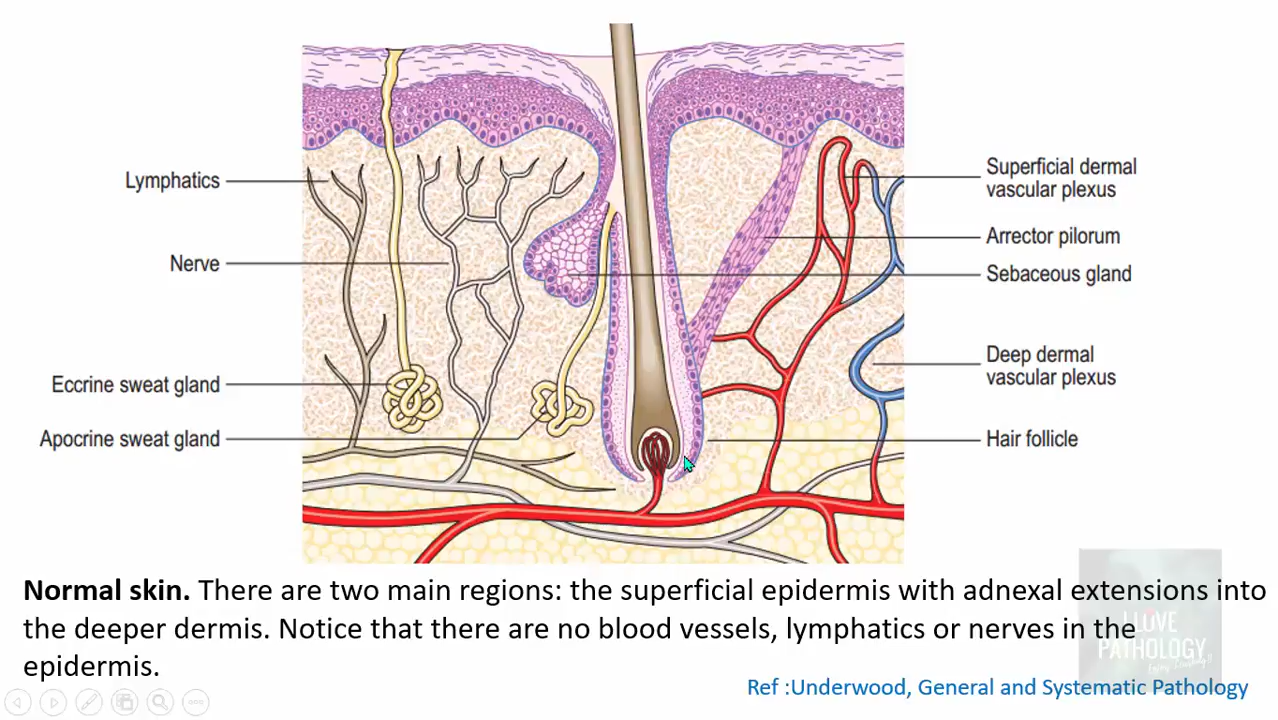 Lymphatics
Nerve
Eccrine sweat gland
Apocrine sweat gland
Superficial dermal
vascular plexus
Arrector pilorum
Sebaceous gland
Deep dermal
vascular plexus
Hair follicle
Normal skin. There are two main regions: the superficial epidermis with adnexal extensions into
the deeper dermis. Notice that there are no blood vessels, lymphatics or nerves in the
epidermis.
I LOVE
PATHOLOGY
Ref :Underwood, General and Systematic Pathology